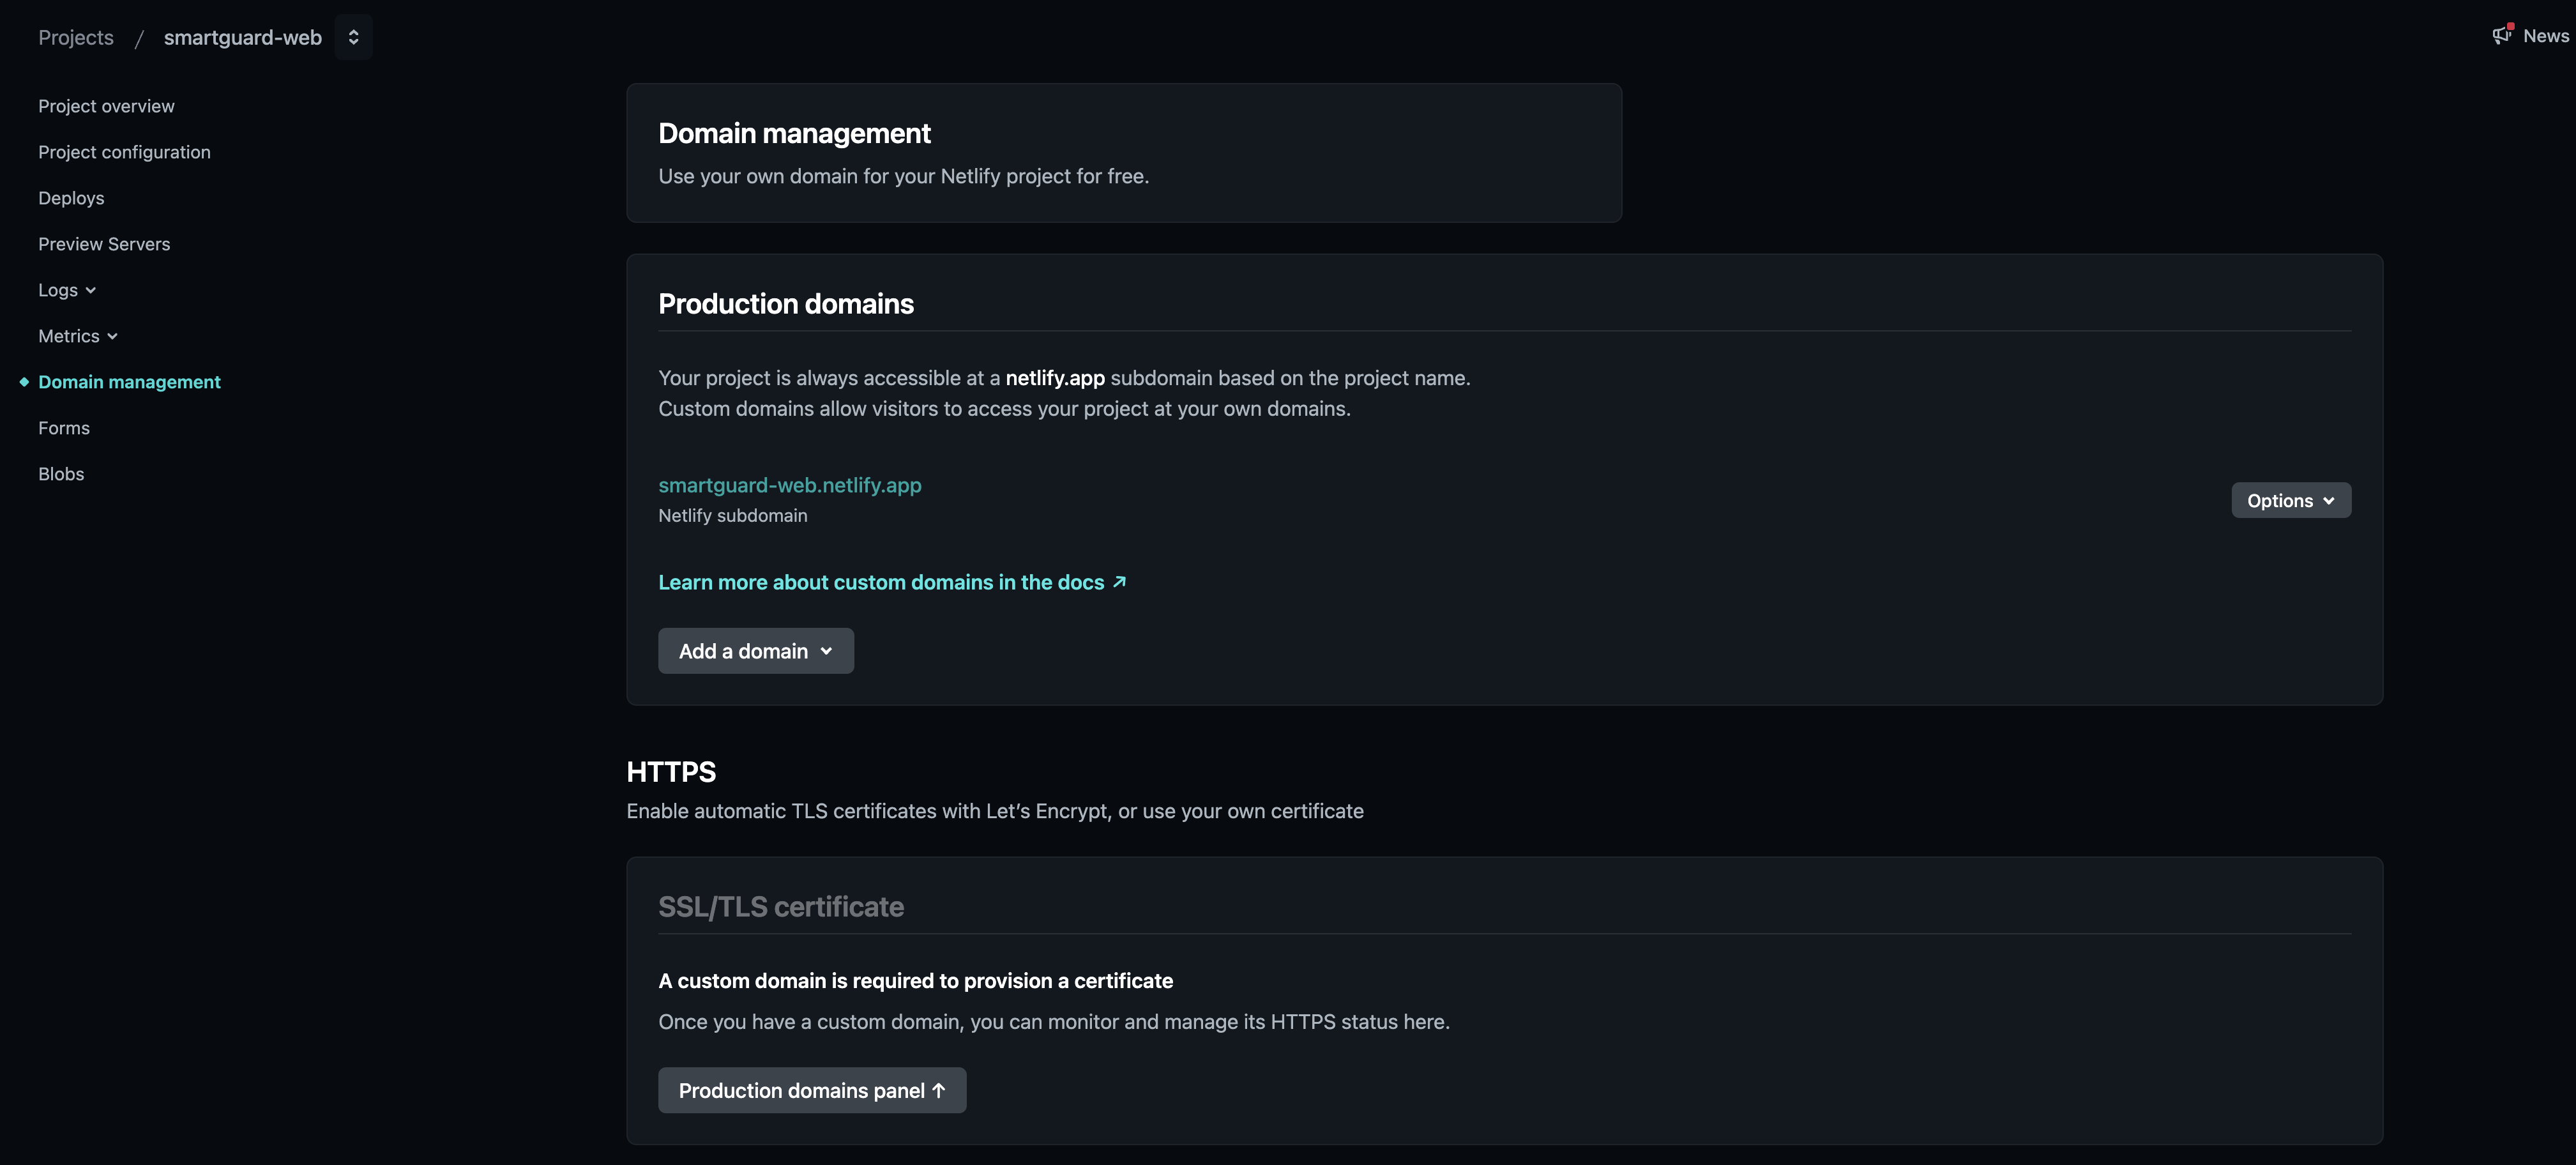 Projects / smartguard-web
News
Project overview
Project configuration
Deploys
Preview Servers
Logs
Metrics
Domain management
Forms
Blobs
Domain management
Use your own domain for your Netlify project for free.
Production domains
Your project is always accessible at a netlify.app subdomain based on the project name.
Custom domains allow visitors to access your project at your own domains.
smartguard-web.netlify.app
Netlify subdomain
Options
Learn more about custom domains in the docs ↗
Add a domain
HTTPS
Enable automatic TLS certificates with Let’s Encrypt, or use your own certificate
SSL/TLS certificate
A custom domain is required to provision a certificate
Once you have a custom domain, you can monitor and manage its HTTPS status here.
Production domains panel ↑